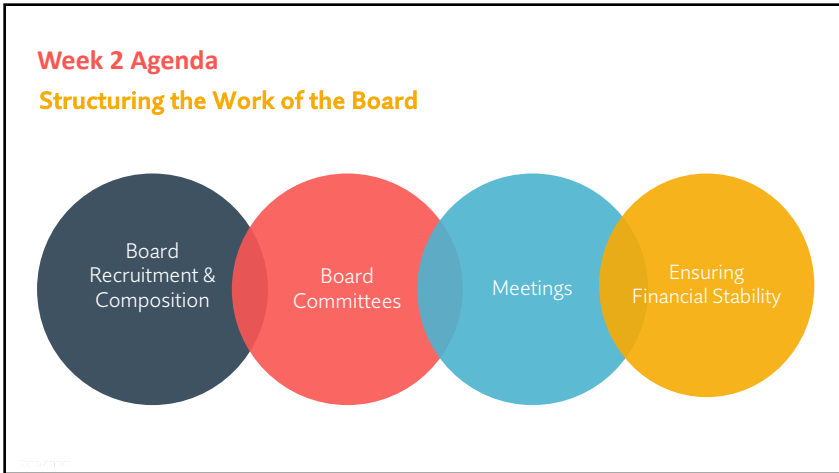 Week 2 Agenda
Structuring the Work of the Board
Board
Recruitment &
Composition
Board
Committees
Meetings
Ensuring
Financial Stability